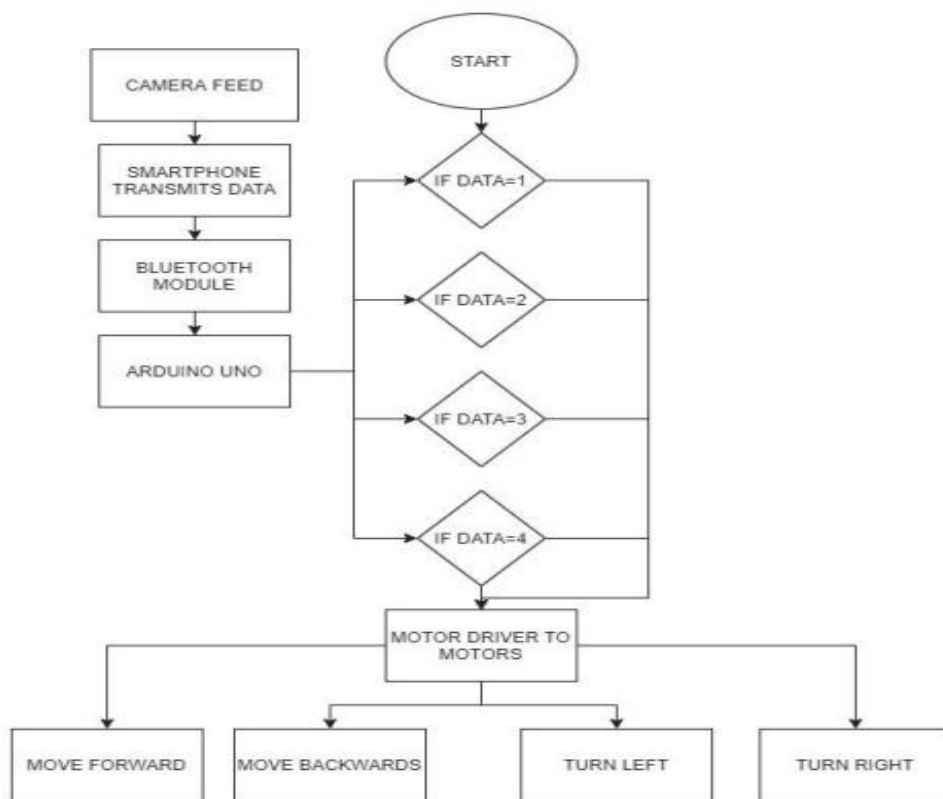 START
CAMERA FEED
SMARTPHONE
TRANSMITS DATA
BLUETOOTH
MODULE
ARDUINO UNO
IF DATA=1
IF DATA=2
IF DATA=3
IF DATA=4
MOTOR DRIVER TO
MOTORS
MOVE FORWARD
MOVE BACKWARDS
TURN LEFT
TURN RIGHT